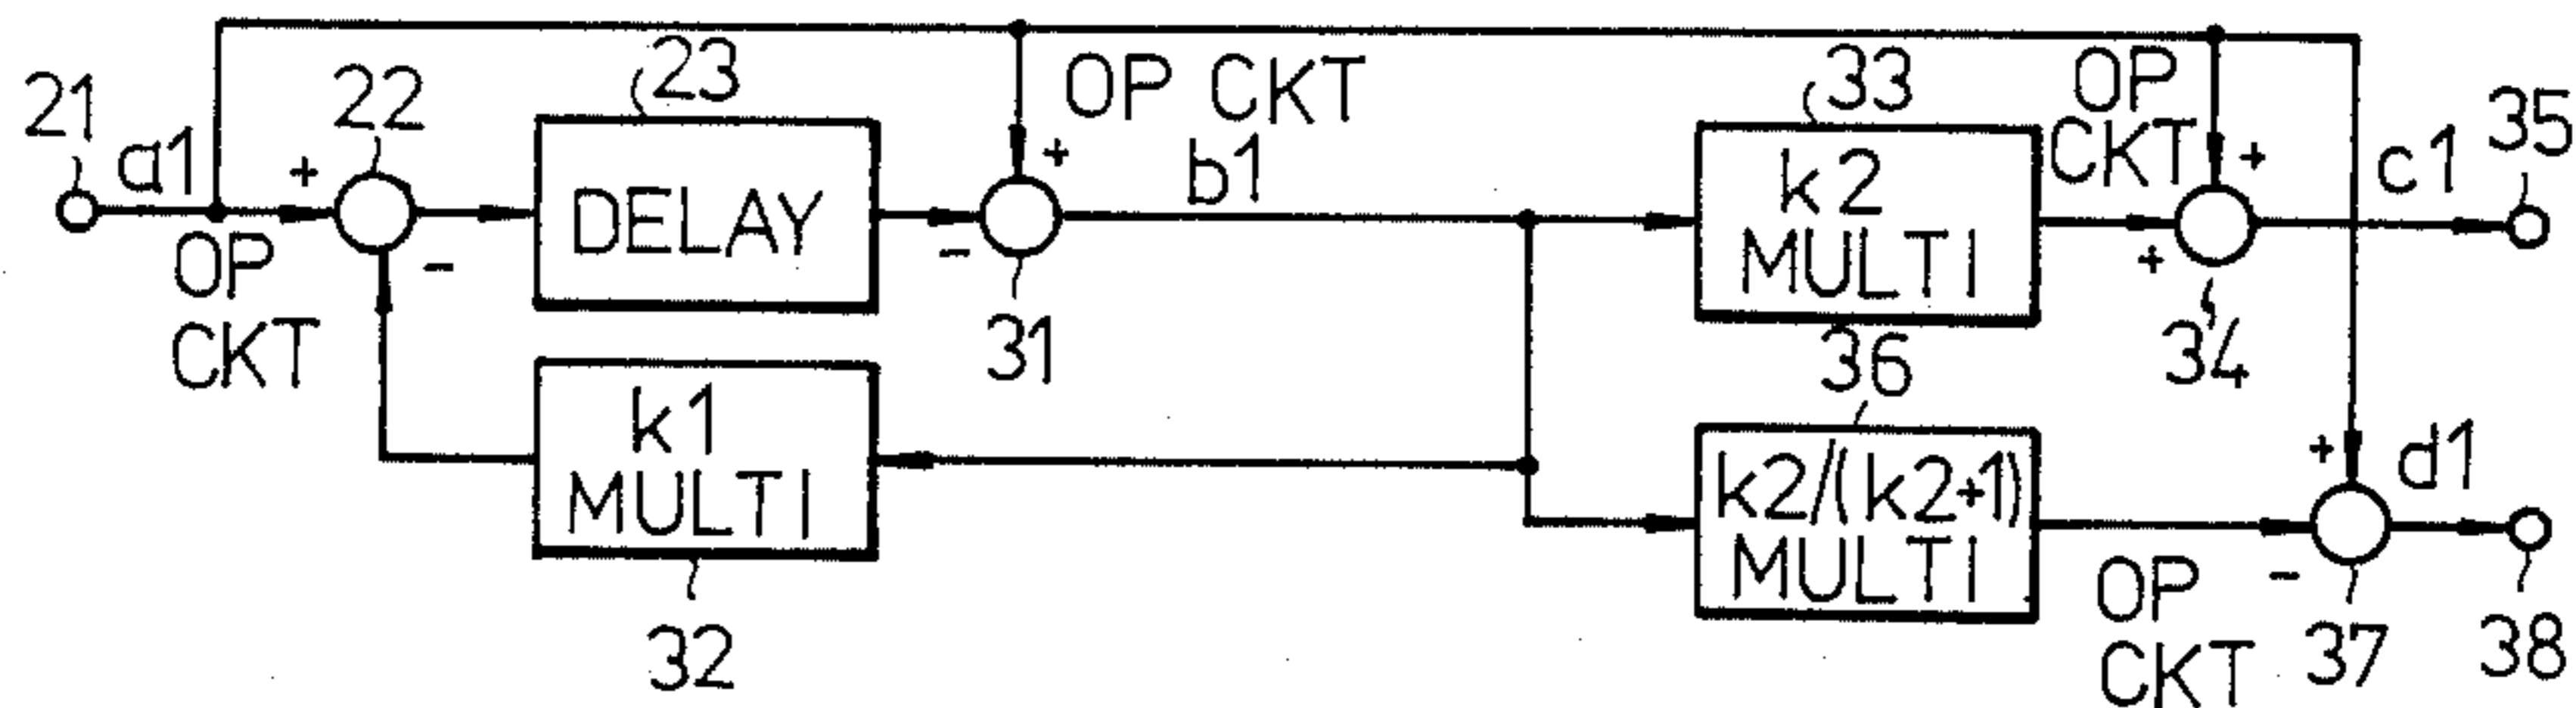 21
a1
+
22
-
OP
CKT
23
DELAY
k1
MULTI
32
OP CKT
+
-
b1
31
33
k2
MULTI
36
k2/(k2+1)
MULTI
OP
CKT
+
+
34
c1
35
+
-
d1
OP
CKT
37
38